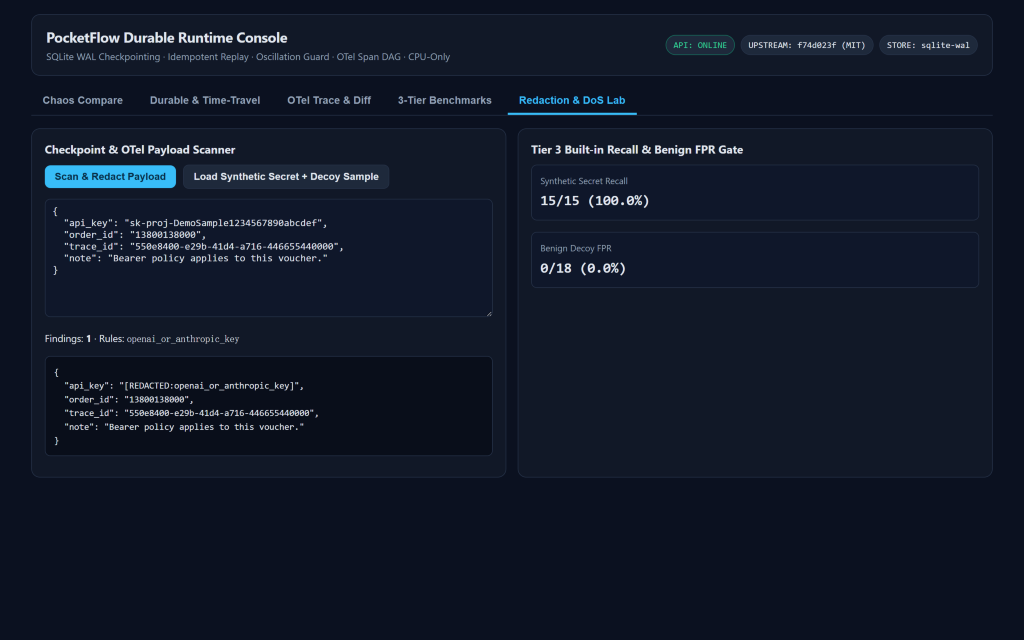 PocketFlow Durable Runtime Console
SQLite WAL Checkpointing · Idempotent Replay · Oscillation Guard · OTel Span DAG · CPU-Only
API: ONLINE
UPSTREAM: f74d023f (MIT)
STORE: sqlite-wal
Chaos Compare
Durable & Time-Travel
OTel Trace & Diff
3-Tier Benchmarks
Redaction & DoS Lab
Checkpoint & OTel Payload Scanner
Scan & Redact Payload
Load Synthetic Secret + Decoy Sample
{
  "api_key": "sk-proj-DemoSample1234567890abcdef",
  "order_id": "13800138000",
  "trace_id": "550e8400-e29b-41d4-a716-446655440000",
  "note": "Bearer policy applies to this voucher."
}
Findings: 1 · Rules: openai_or_anthropic_key
{
  "api_key": "[REDACTED:openai_or_anthropic_key]",
  "order_id": "13800138000",
  "trace_id": "550e8400-e29b-41d4-a716-446655440000",
  "note": "Bearer policy applies to this voucher."
}
Tier 3 Built-in Recall & Benign FPR Gate
Synthetic Secret Recall
15/15 (100.0%)
Benign Decoy FPR
0/18 (0.0%)